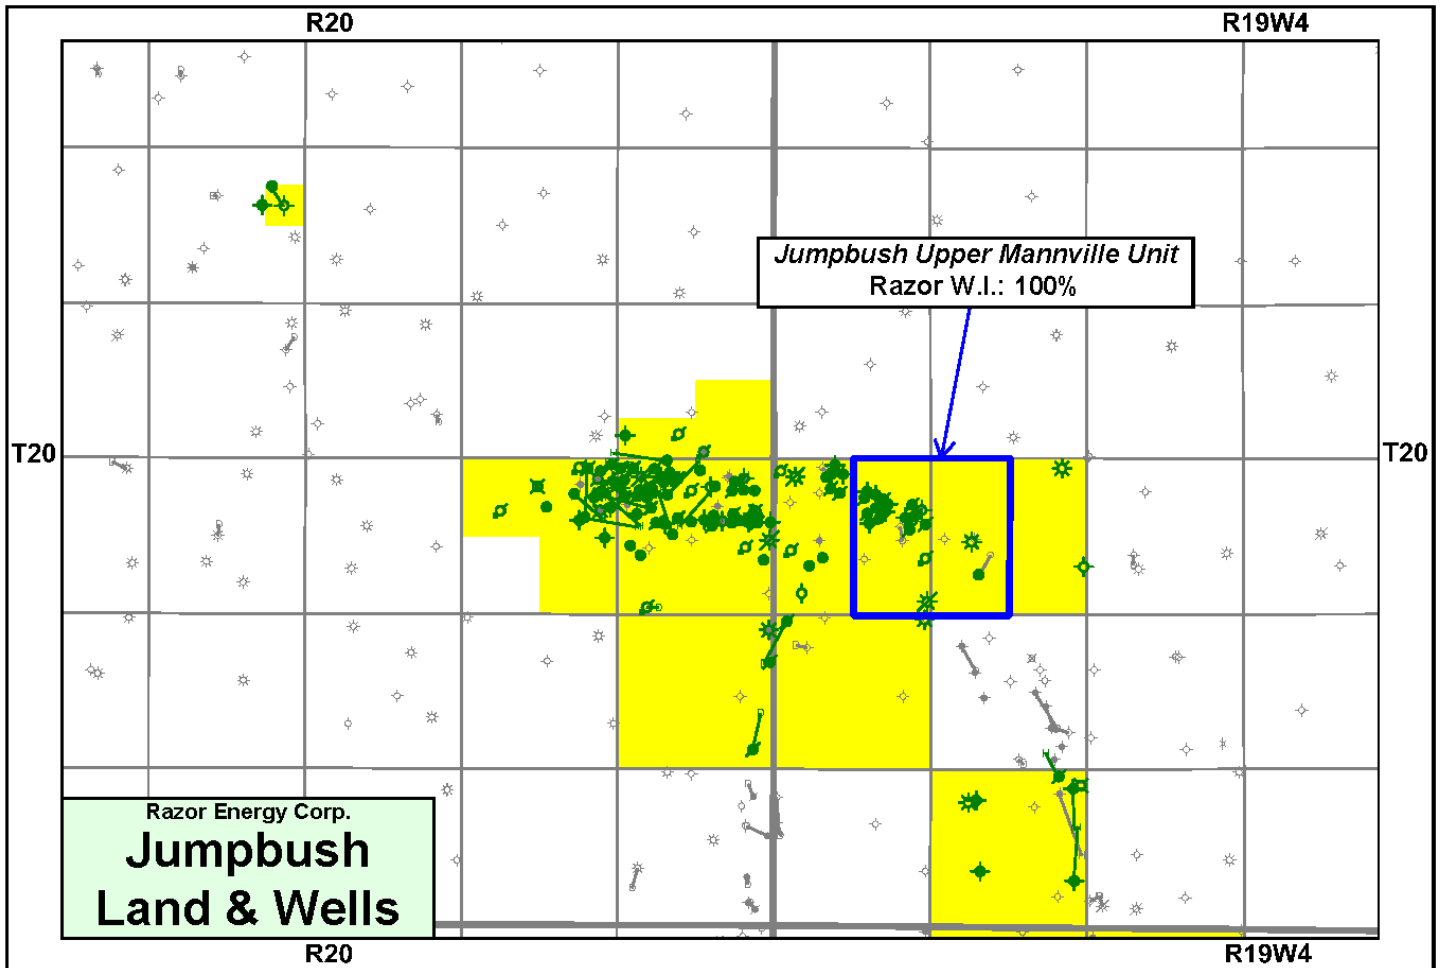 R20 R19W4
Jumpbush Upper Mannville Unit
Razor W.I.: 100%
T20 T20
Razor Energy Corp.
Jumpbush
Land & Wells
R20 R19W4